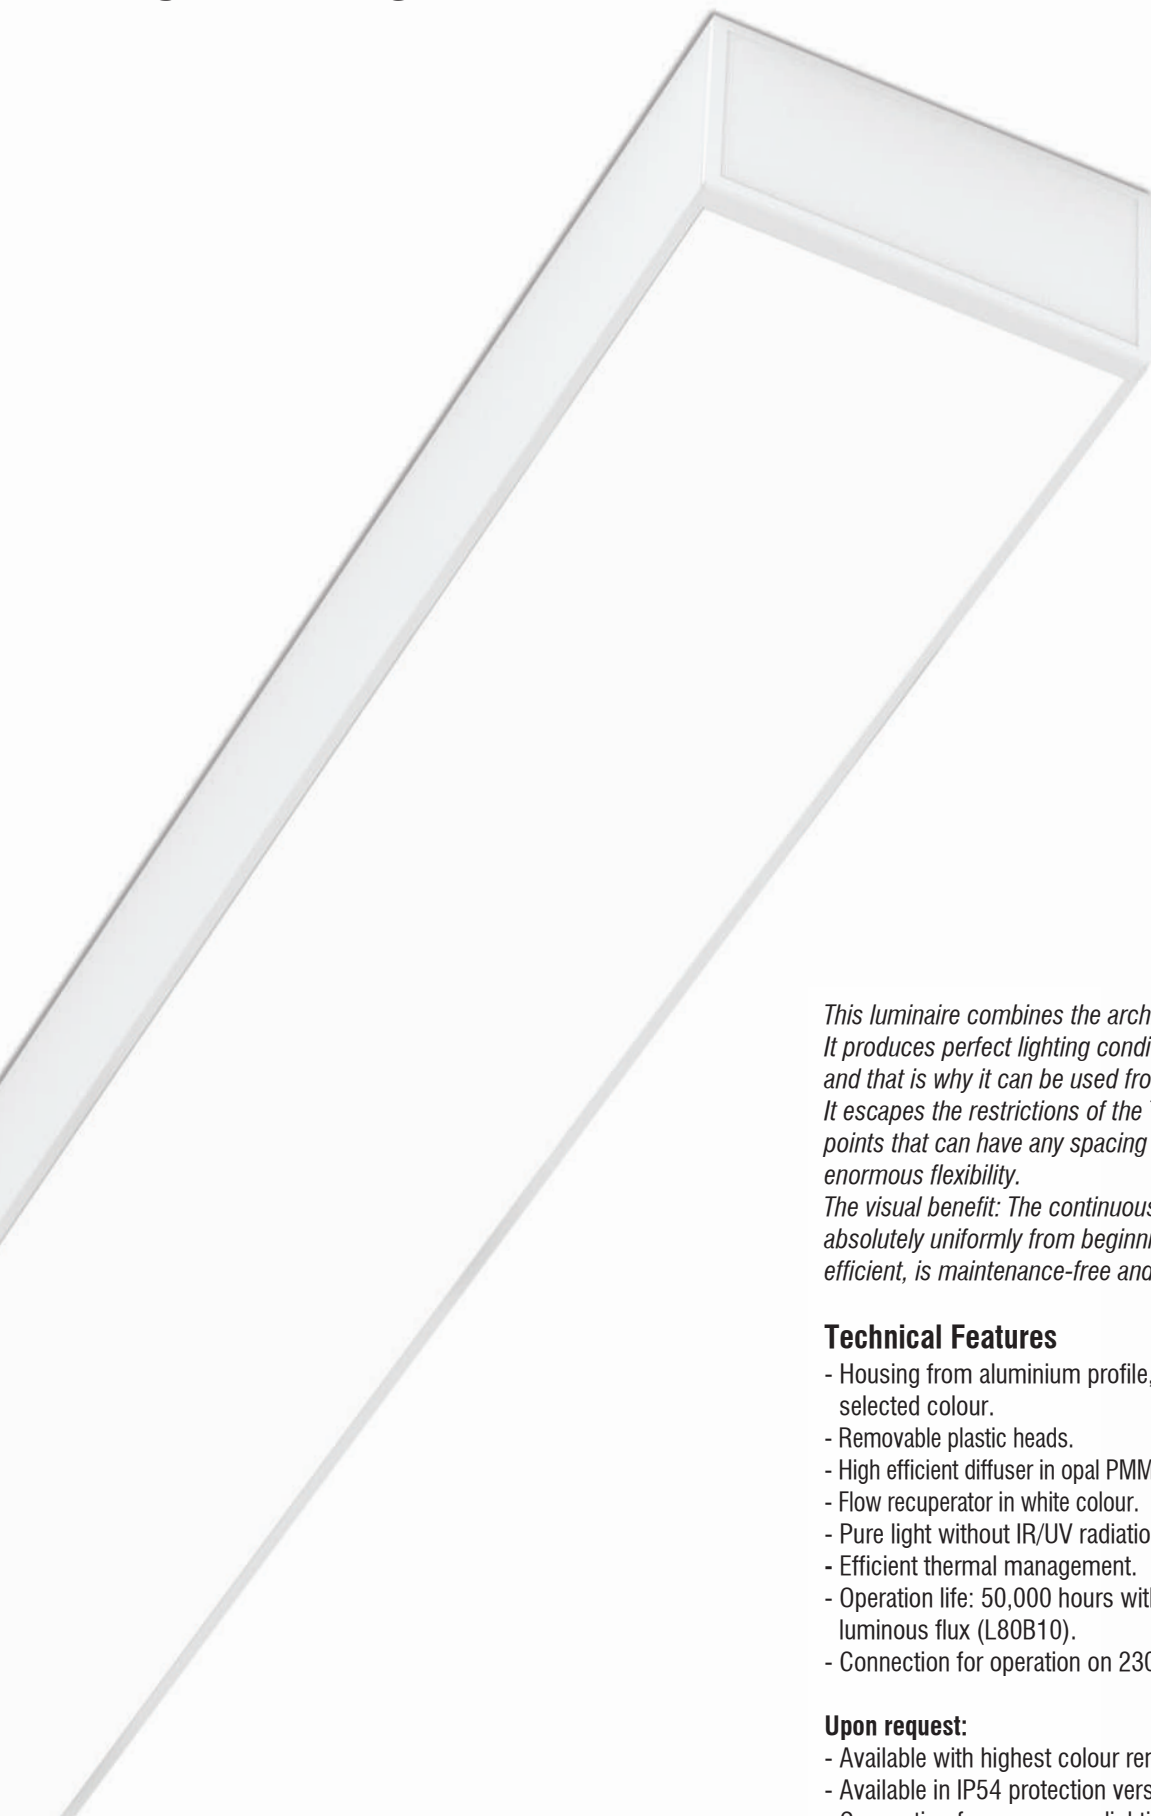 This luminaire combines the arch
It produces perfect lighting condi
and that is why it can be used fro
It escapes the restrictions of the
points that can have any spacing
enormous flexibility.
The visual benefit: The continuous
absolutely uniformly from beginni
efficient, is maintenance-free and
Technical Features
- Housing from aluminium profile,
selected colour.
- Removable plastic heads.
- High efficient diffuser in opal PMM
- Flow recuperator in white colour.
- Pure light without IR/UV radiatio
- Efficient thermal management.
- Operation life: 50,000 hours with
luminous flux (L80B10).
- Connection for operation on 230
Upon request:
- Available with highest colour ren
- Available in IP54 protection vers